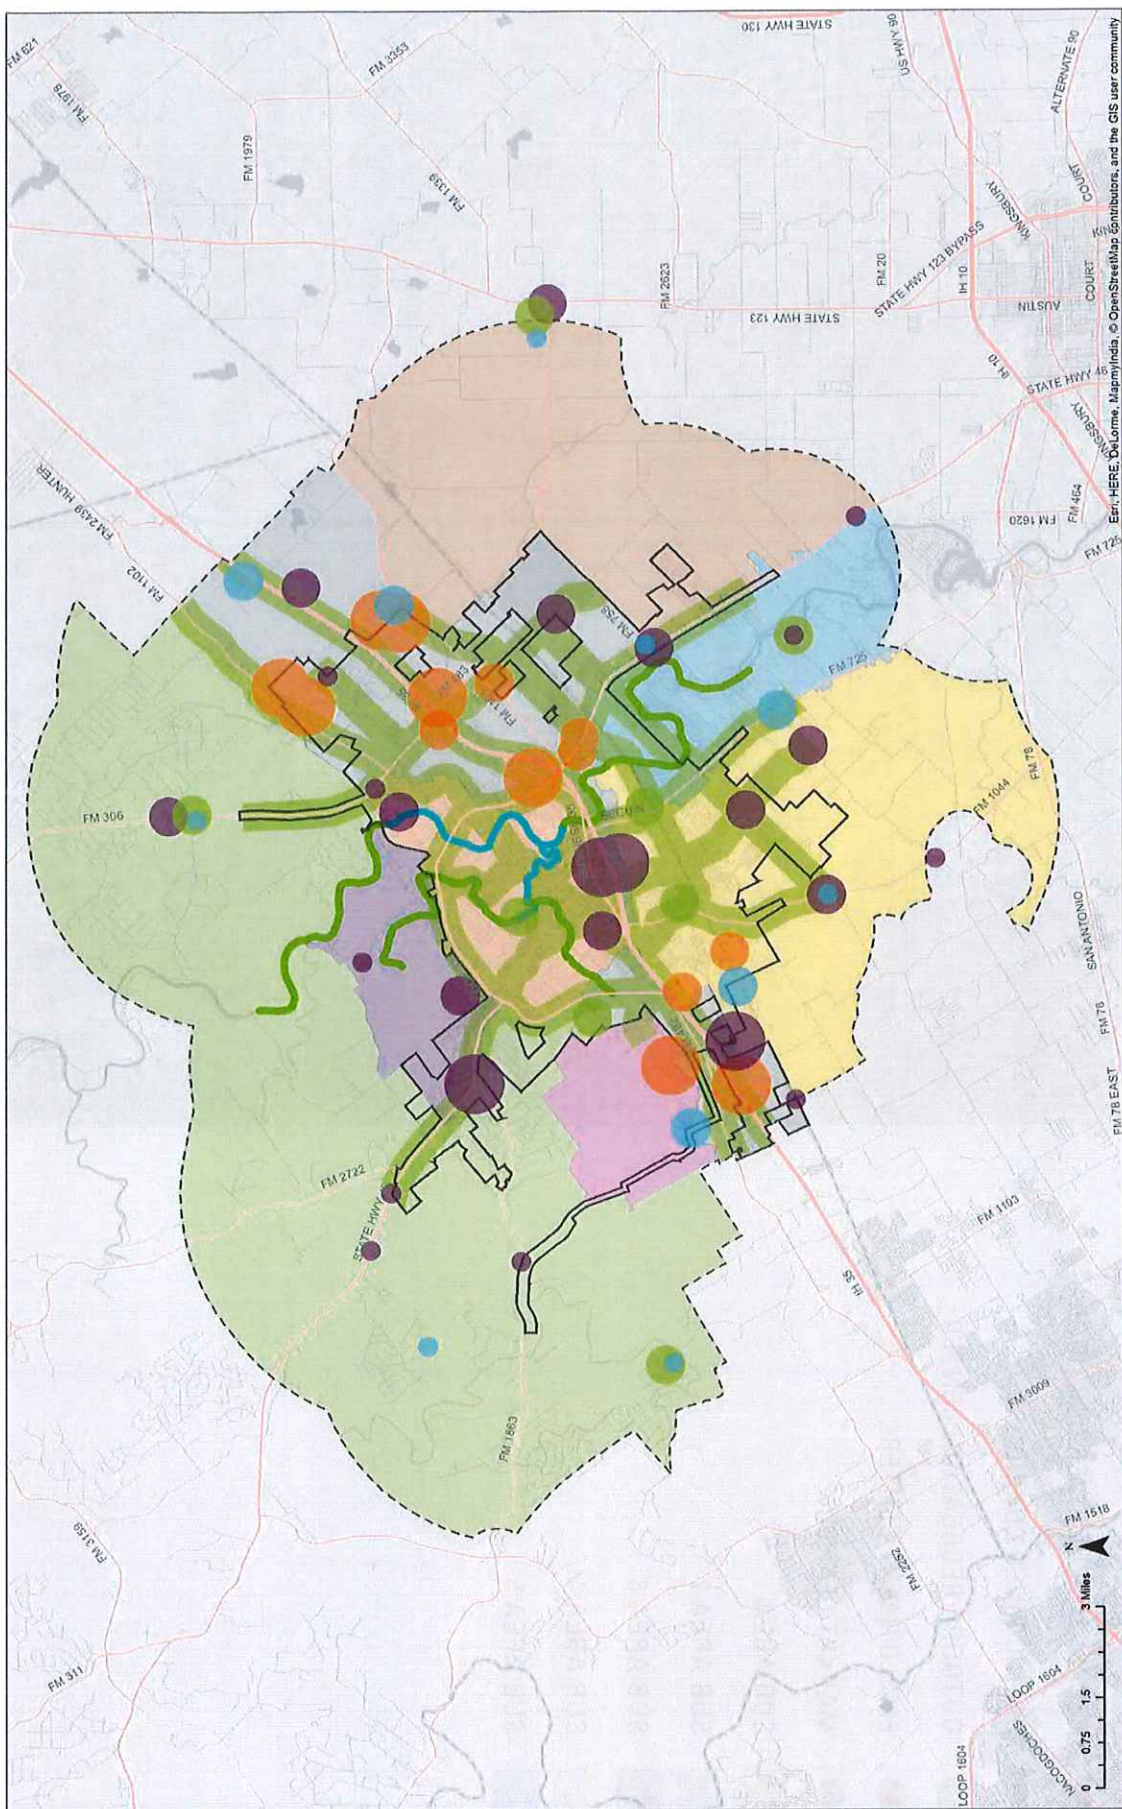 FM 621
FM 1978
FM 3353
STATE HWY 130
US HWY 90
ALTERNATE 90
FM 1979
FM 1339
KINGSBURY
COURT
STATE HWY 123 BYPASS
FM 20
IH 10
FM 2623
STATE HWY 123
AUSTIN
COURT
IH 10
STATE HWY 46
KINGSBURY
FM 464
FM 1620
FM 725
FM 2439 HUNTER
FM 1102
FM 758
FM 725
FM 306
SEGUIN
FM 78
FM 1044
SAN ANTONIO
FM 78
FM 78 EAST
FM 2722
STATE HWY
FM 1103
IH 35
FM 1863
FM 3009
FM 3159
FM 2252
FM 1518
FM 311
LOOP 1604
LOOP 1604
NACOGDOCHES
N
0 0.75 1.5 3 Miles
Esri, HERE, DeLorme, MapmyIndia, © OpenStreetMap contributors, and the GIS user community